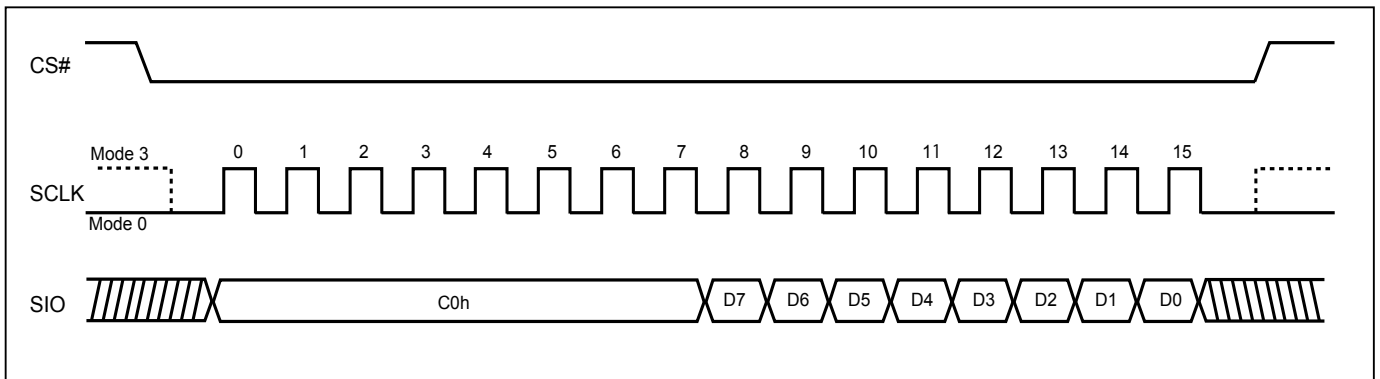 CS#
Mode 3
0 1 2 3 4 5 6 7 8 9 10 11 12 13 14 15
SCLK
Mode 0
SIO
C0h D7 D6 D5 D4 D3 D2 D1 D0